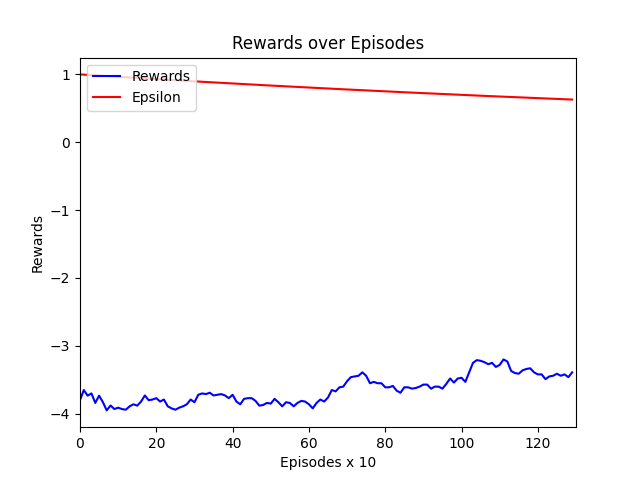 Rewards over Episodes
Rewards
Epsilon
1
0
−1
−2
−3
−4
Rewards
0 20 40 60 80 100 120
Episodes x 10